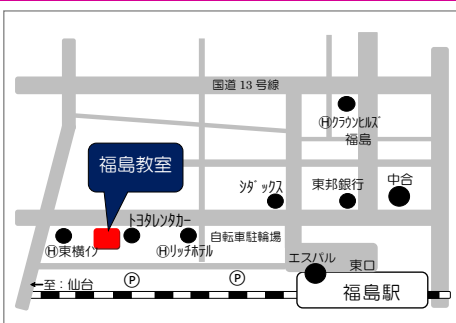 国道 13 号線
Ⓗクラウンヒルズ
福島
福島教室
シダックス
東邦銀行
中合
トヨタレンタカー
Ⓗ東横イン
Ⓗリッチホテル
自転車駐輪場
エスパル
東口
←至：仙台
Ⓟ
Ⓟ
福島駅